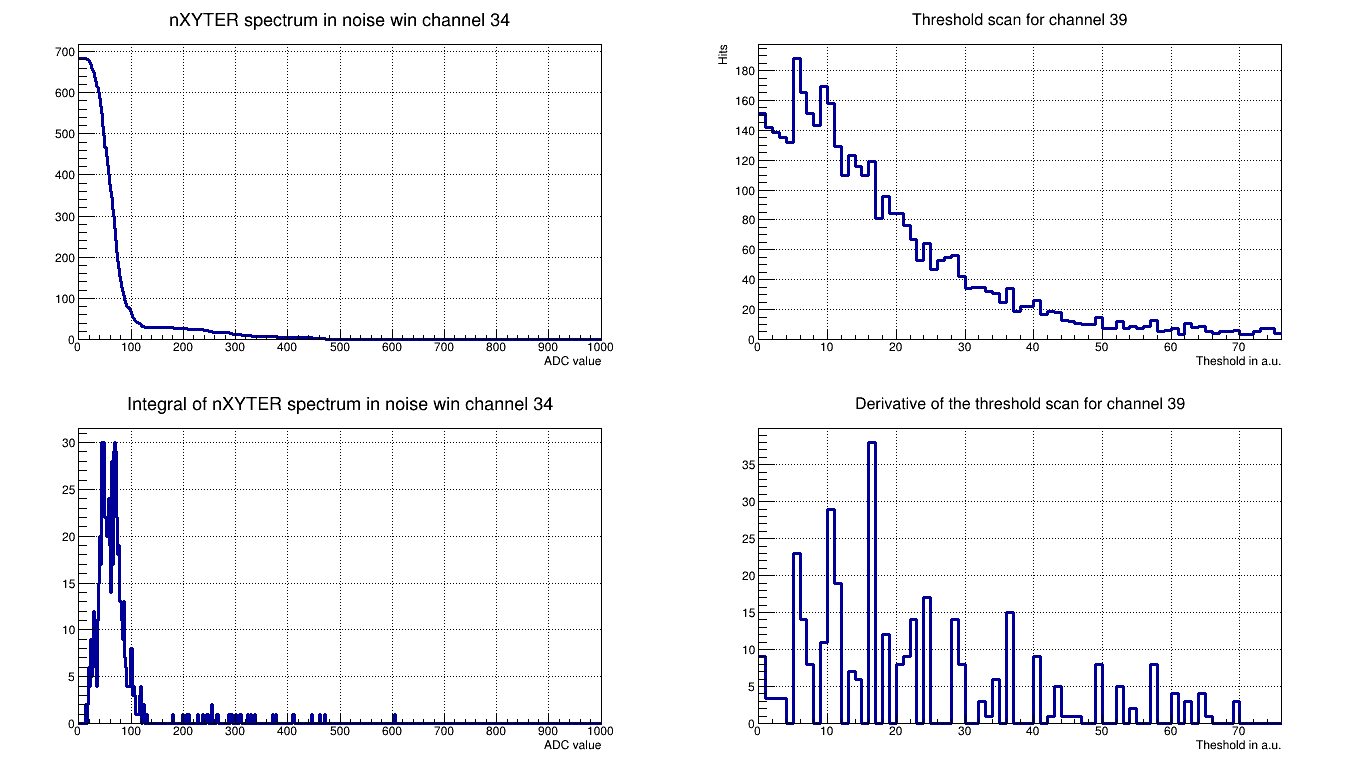 nXYTER spectrum in noise win channel 34
700
600
500
400
300
200
100
0
0 100 200 300 400 500 600 700 800 900 1000
ADC value
Threshold scan for channel 39
Hits
180
160
140
120
100
80
60
40
20
0
0 10 20 30 40 50 60 70
Theshold in a.u.
Integral of nXYTER spectrum in noise win channel 34
30
25
20
15
10
5
0
0 100 200 300 400 500 600 700 800 900 1000
ADC value
Derivative of the threshold scan for channel 39
35
30
25
20
15
10
5
0
0 10 20 30 40 50 60 70
Theshold in a.u.